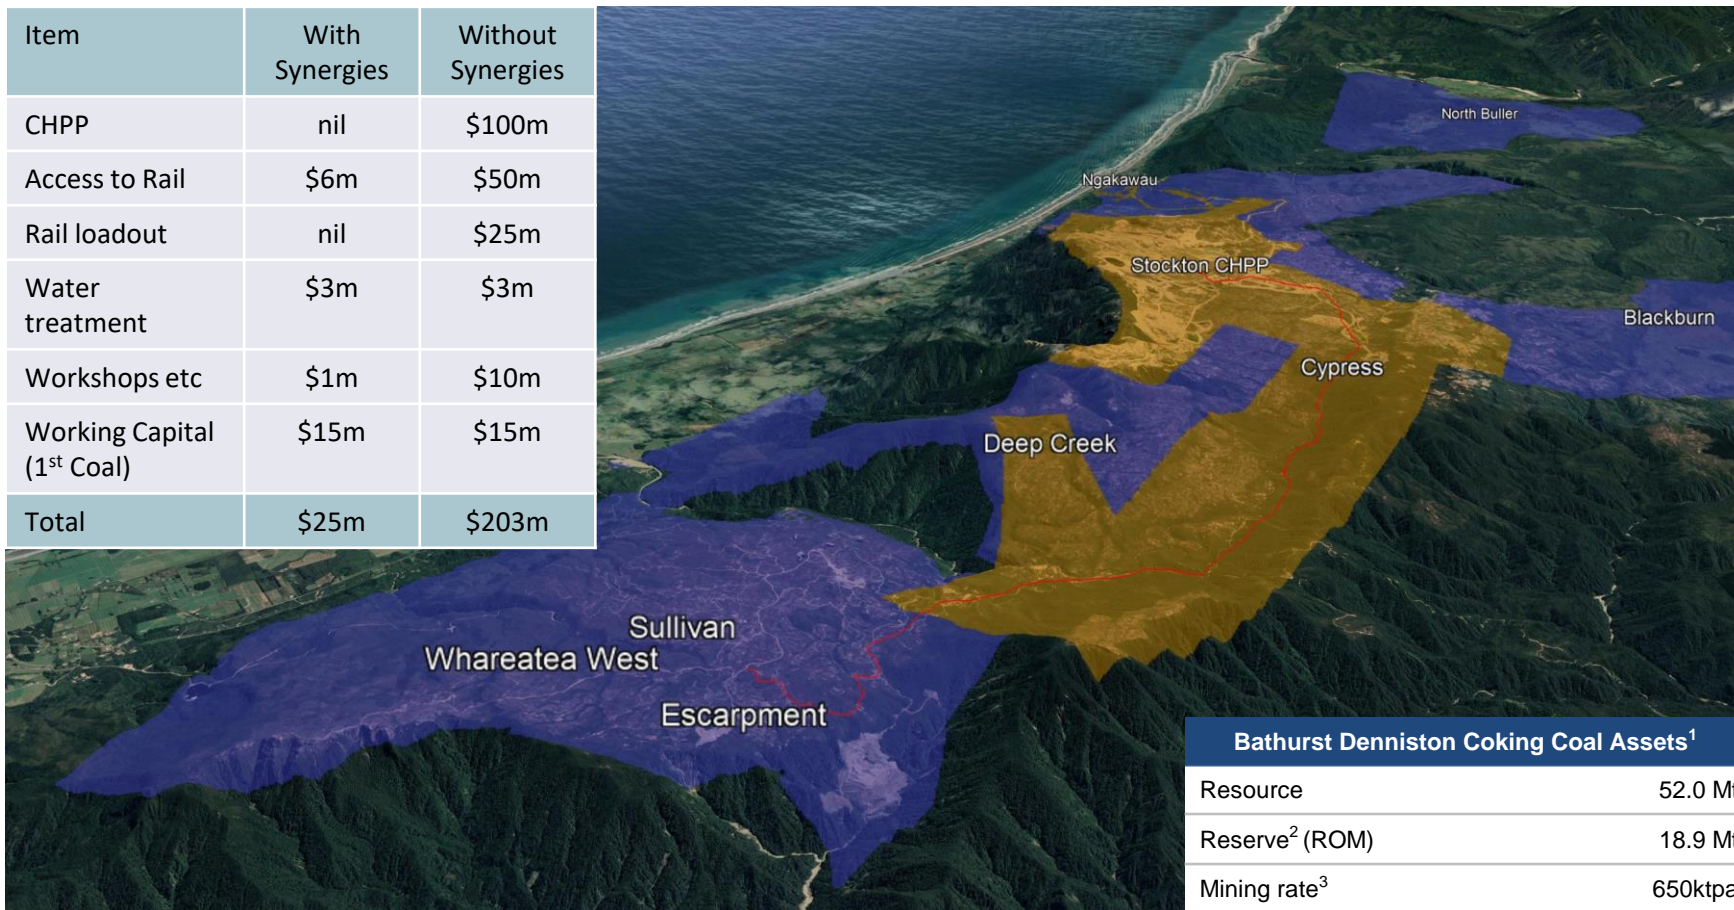 Item With Synergies Without Synergies
CHPP nil $100m
Access to Rail $6m $50m
Rail loadout nil $25m
Water treatment $3m $3m
Workshops etc $1m $10m
Working Capital (1st Coal) $15m $15m
Total $25m $203m
North Buller
Ngakawau
Stockton CHPP
Blackburn
Cypress
Deep Creek
Sullivan
Whareatea West
Escarpment
Bathurst Denniston Coking Coal Assets1
Resource 52.0 Mt
Reserve2 (ROM) 18.9 Mt
Mining rate3 650ktpa